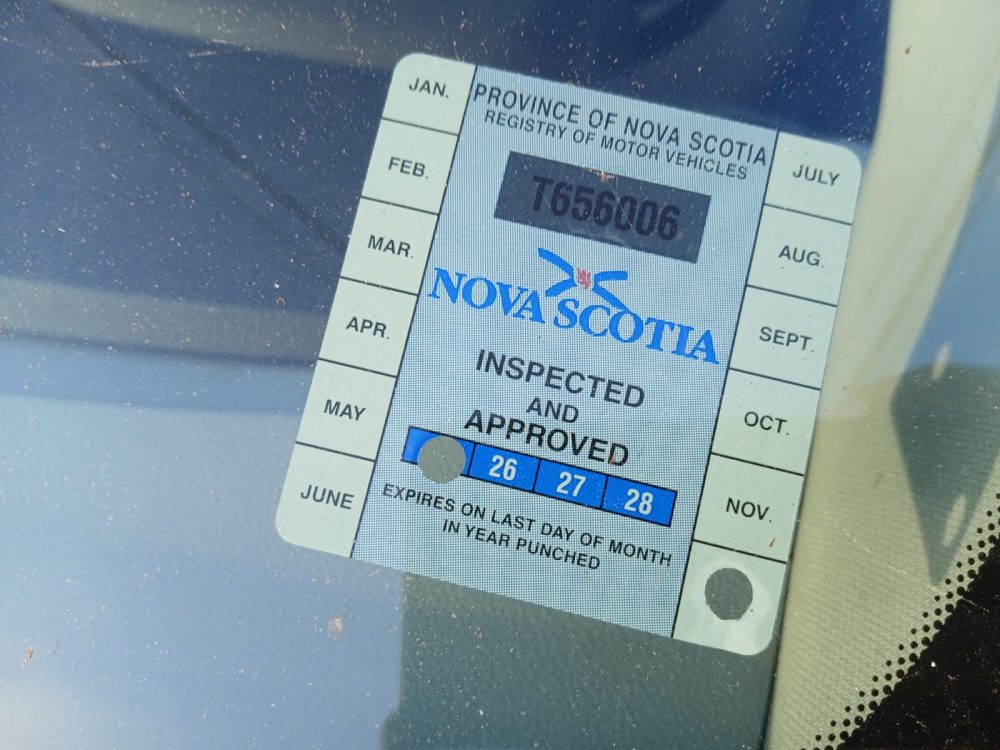 JAN.
FEB.
MAR.
APR.
MAY
JUNE
PROVINCE OF NOVA SCOTIA
REGISTRY OF MOTOR VEHICLES
T656006
NOVA SCOTIA
INSPECTED
AND
APPROVED
26 27 28
EXPIRES ON LAST DAY OF MONTH
IN YEAR PUNCHED
JULY
AUG.
SEPT.
OCT.
NOV.